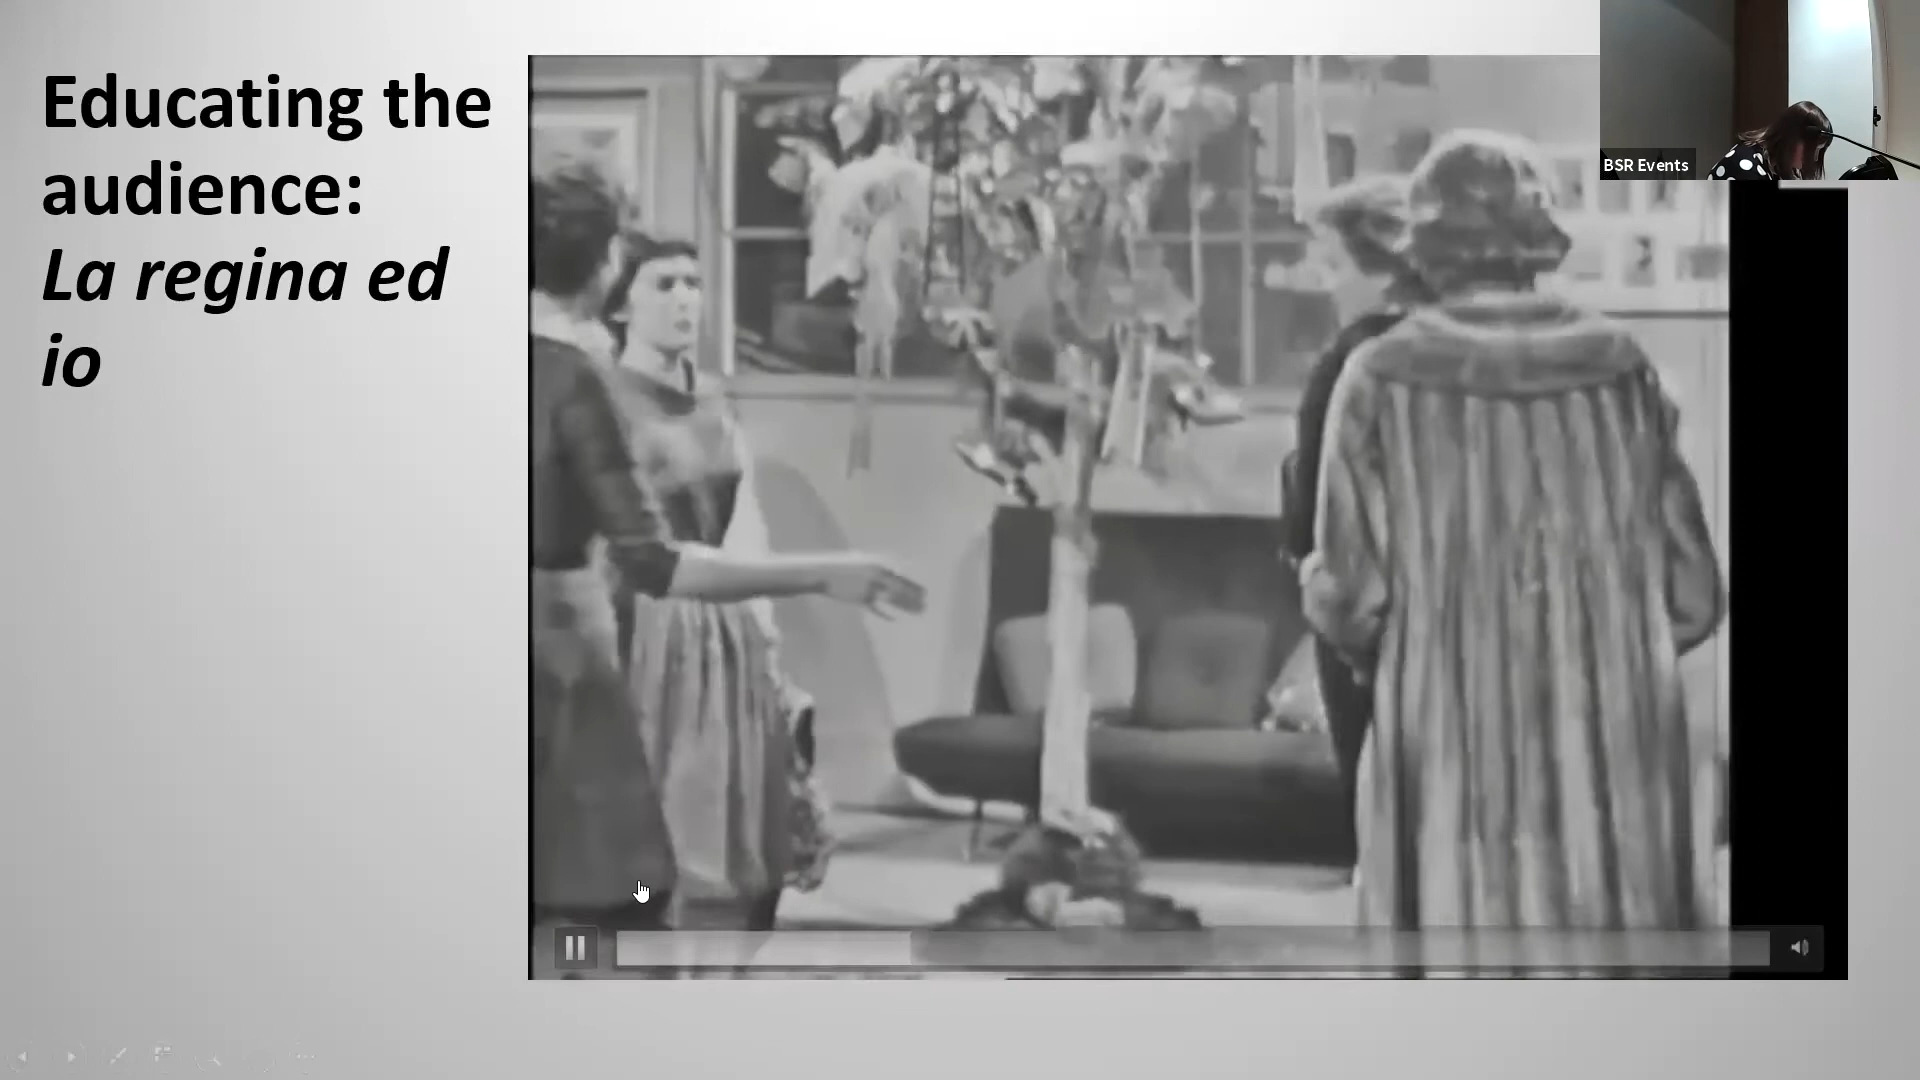 Educating the
audience:
La regina ed
io
BSR Events